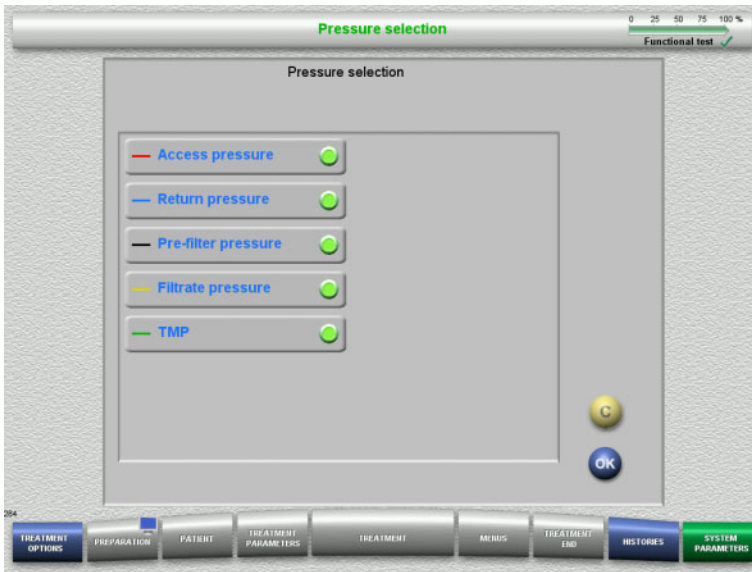 Pressure selection
0 25 50 75 100 %
Functional test
Pressure selection
Access pressure
Return pressure
Pre-filter pressure
Filtrate pressure
TMP
C
OK
284
TREATMENT
OPTIONS
PREPARATION
PATIENT
TREATMENT
PARAMETERS
TREATMENT
MENUS
TREATMENT
END
HISTORIES
SYSTEM
PARAMETERS